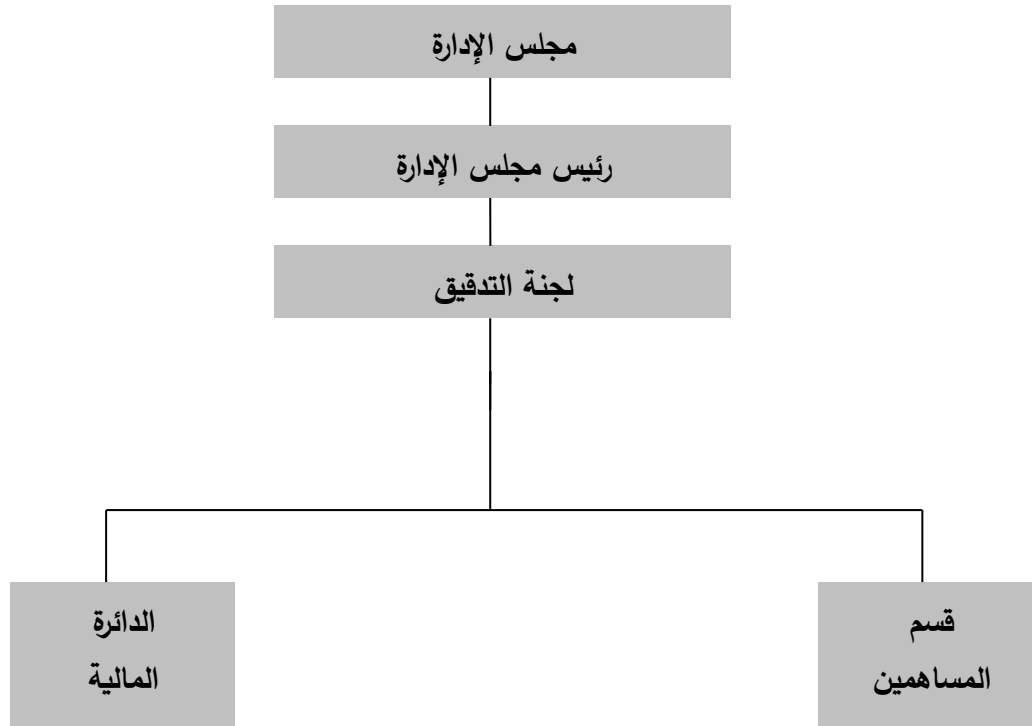 مجلس الإدارة
رئيس مجلس الإدارة
لجنة التدقيق
قسم
المساهمين
الدائرة
المالية